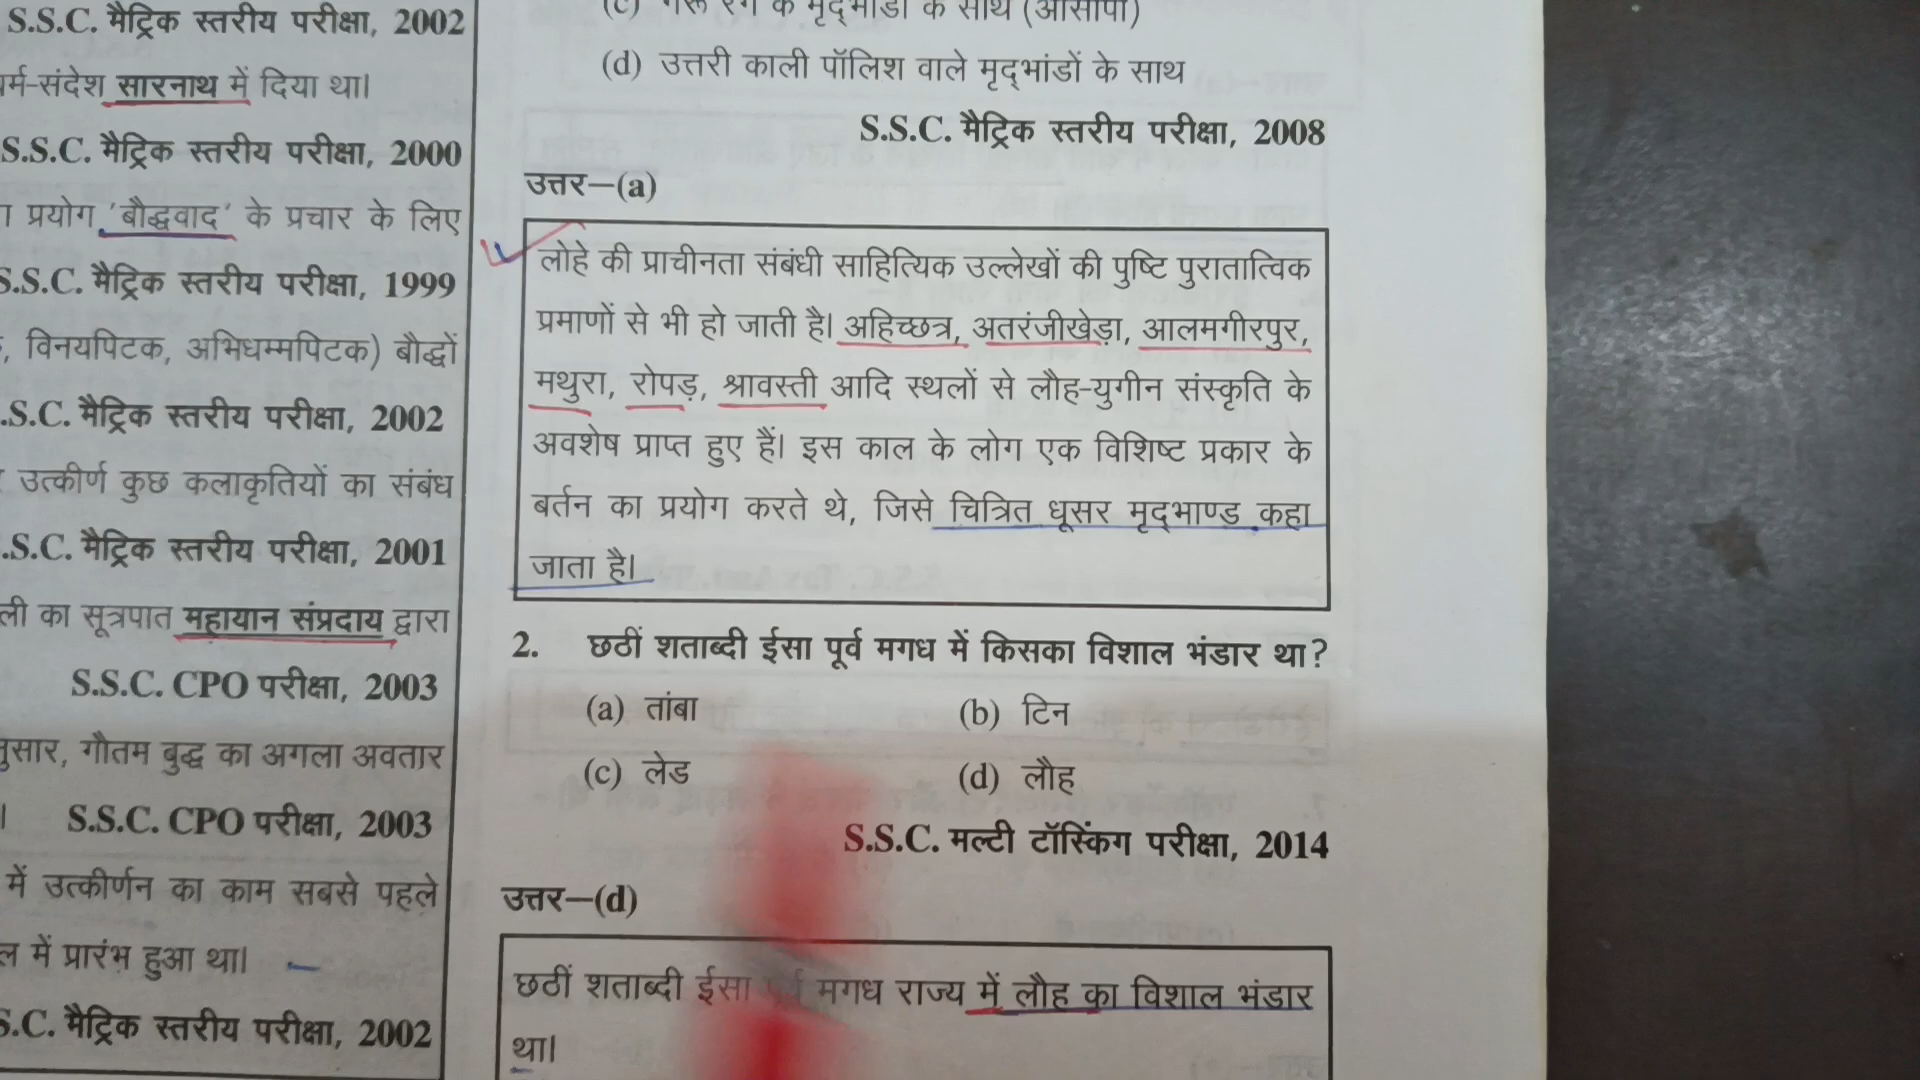 S.S.C. मैट्रिक स्तरीय परीक्षा, 2002
र्म-संदेश सारनाथ में दिया था।
S.S.C. मैट्रिक स्तरीय परीक्षा, 2000
प्रयोग 'बौद्धवाद' के प्रचार के लिए
S.S.C. मैट्रिक स्तरीय परीक्षा, 1999
, विनयपिटक, अभिधम्मपिटक) बौद्धों
.S.C. मैट्रिक स्तरीय परीक्षा, 2002
उत्कीर्ण कुछ कलाकृतियों का संबंध
.S.C. मैट्रिक स्तरीय परीक्षा, 2001
ली का सूत्रपात महायान संप्रदाय द्वारा
S.S.C. CPO परीक्षा, 2003
नुसार, गौतम बुद्ध का अगला अवतार
S.S.C. CPO परीक्षा, 2003
में उत्कीर्णन का काम सबसे पहले
ल में प्रारंभ हुआ था।
S.C. मैट्रिक स्तरीय परीक्षा, 2002
(c) गेरू रंग के मृद्भांडों के साथ (ओसीपी)
(d) उत्तरी काली पॉलिश वाले मृद्भांडों के साथ
S.S.C. मैट्रिक स्तरीय परीक्षा, 2008
उत्तर—(a)
लोहे की प्राचीनता संबंधी साहित्यिक उल्लेखों की पुष्टि पुरातात्विक
प्रमाणों से भी हो जाती है। अहिच्छत्र, अतरंजीखेड़ा, आलमगीरपुर,
मथुरा, रोपड़, श्रावस्ती आदि स्थलों से लौह-युगीन संस्कृति के
अवशेष प्राप्त हुए हैं। इस काल के लोग एक विशिष्ट प्रकार के
बर्तन का प्रयोग करते थे, जिसे चित्रित धूसर मृद्भाण्ड कहा
जाता है।
2. छठीं शताब्दी ईसा पूर्व मगध में किसका विशाल भंडार था?
(a) तांबा (b) टिन
(c) लेड (d) लौह
S.S.C. मल्टी टॉस्किंग परीक्षा, 2014
उत्तर—(d)
छठीं शताब्दी ईसा पूर्व मगध राज्य में लौह का विशाल भंडार
था।